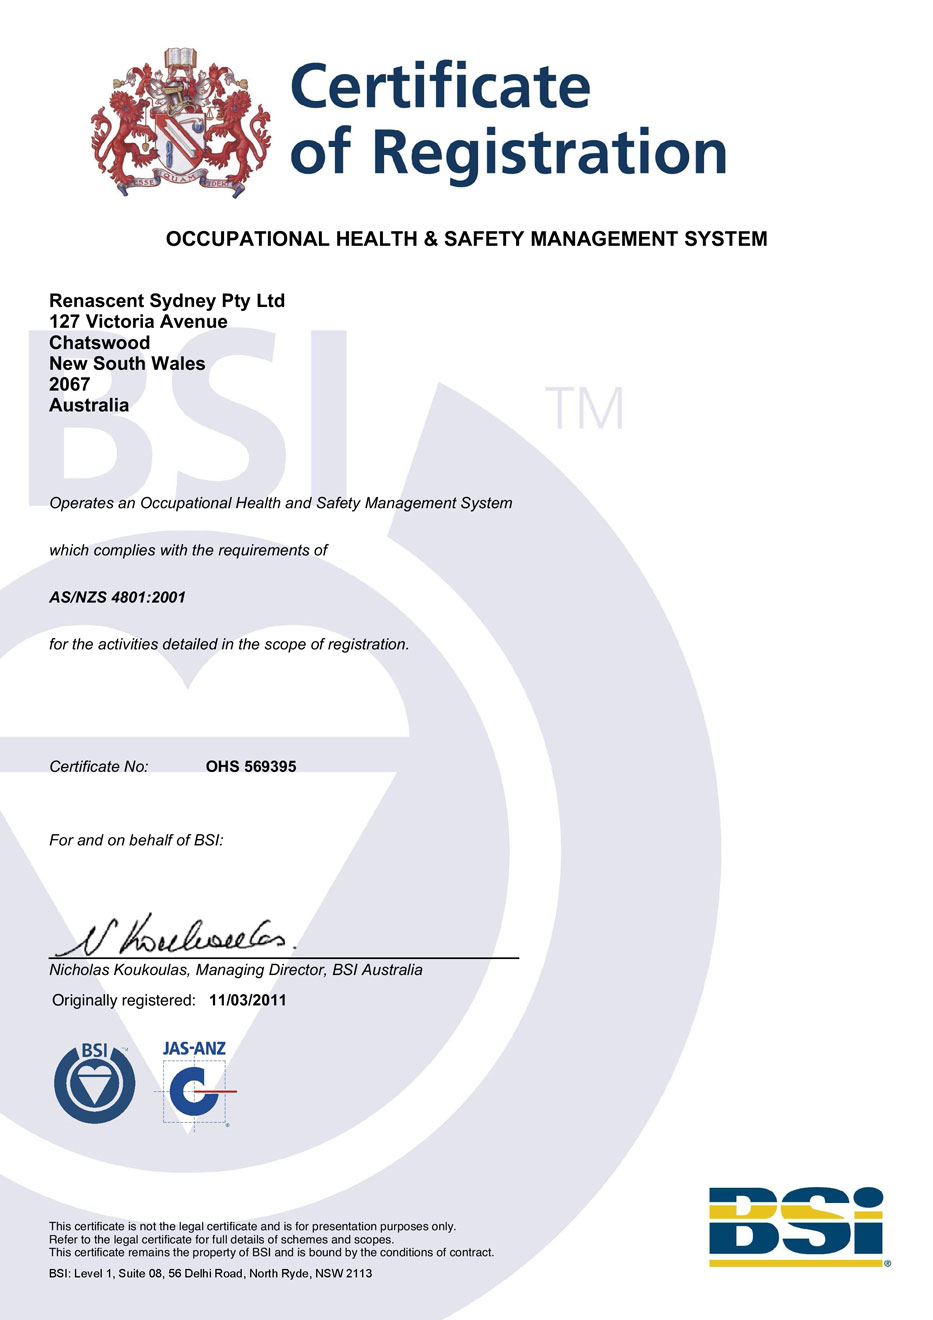 Certificate
of Registration
ESSE QUAM VIDERI
OCCUPATIONAL HEALTH & SAFETY MANAGEMENT SYSTEM
Renascent Sydney Pty Ltd
127 Victoria Avenue
Chatswood
New South Wales
2067
Australia
BSI
TM
Operates an Occupational Health and Safety Management System
which complies with the requirements of
AS/NZS 4801:2001
for the activities detailed in the scope of registration.
Certificate No: OHS 569395
For and on behalf of BSI:
N Koukoulas.
Nicholas Koukoulas, Managing Director, BSI Australia
Originally registered: 11/03/2011
BSI TM
JAS-ANZ
®
This certificate is not the legal certificate and is for presentation purposes only.
Refer to the legal certificate for full details of schemes and scopes.
This certificate remains the property of BSI and is bound by the conditions of contract.
BSI: Level 1, Suite 08, 56 Delhi Road, North Ryde, NSW 2113
BSi®